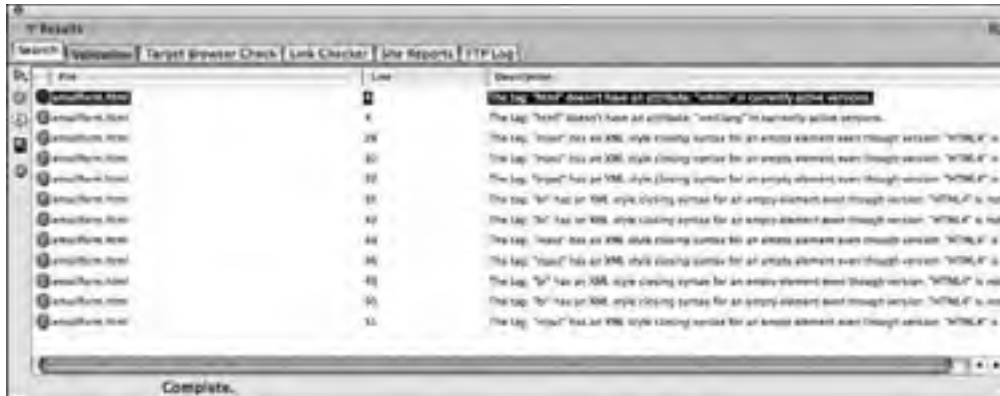 Results
Search Validation Target Browser Check Link Checker Site Reports FTP Log
File Line Description
emailform.html The tag: "html" doesn't have an attribute: "xmlns" in currently active versions.
emailform.html The tag: "html" doesn't have an attribute: "xml:lang" in currently active versions.
emailform.html The tag: "input" has an XML style closing syntax for an empty element even though version: "HTML4" is
emailform.html The tag: "input" has an XML style closing syntax for an empty element even though version: "HTML4" is
emailform.html The tag: "input" has an XML style closing syntax for an empty element even though version: "HTML4" is
emailform.html The tag: "br" has an XML style closing syntax for an empty element even though version: "HTML4" is not
emailform.html The tag: "br" has an XML style closing syntax for an empty element even though version: "HTML4" is not
emailform.html The tag: "input" has an XML style closing syntax for an empty element even though version: "HTML4" is
emailform.html The tag: "input" has an XML style closing syntax for an empty element even though version: "HTML4" is
emailform.html The tag: "br" has an XML style closing syntax for an empty element even though version: "HTML4" is not
emailform.html The tag: "br" has an XML style closing syntax for an empty element even though version: "HTML4" is not
emailform.html The tag: "input" has an XML style closing syntax for an empty element even though version: "HTML4" is
Complete.